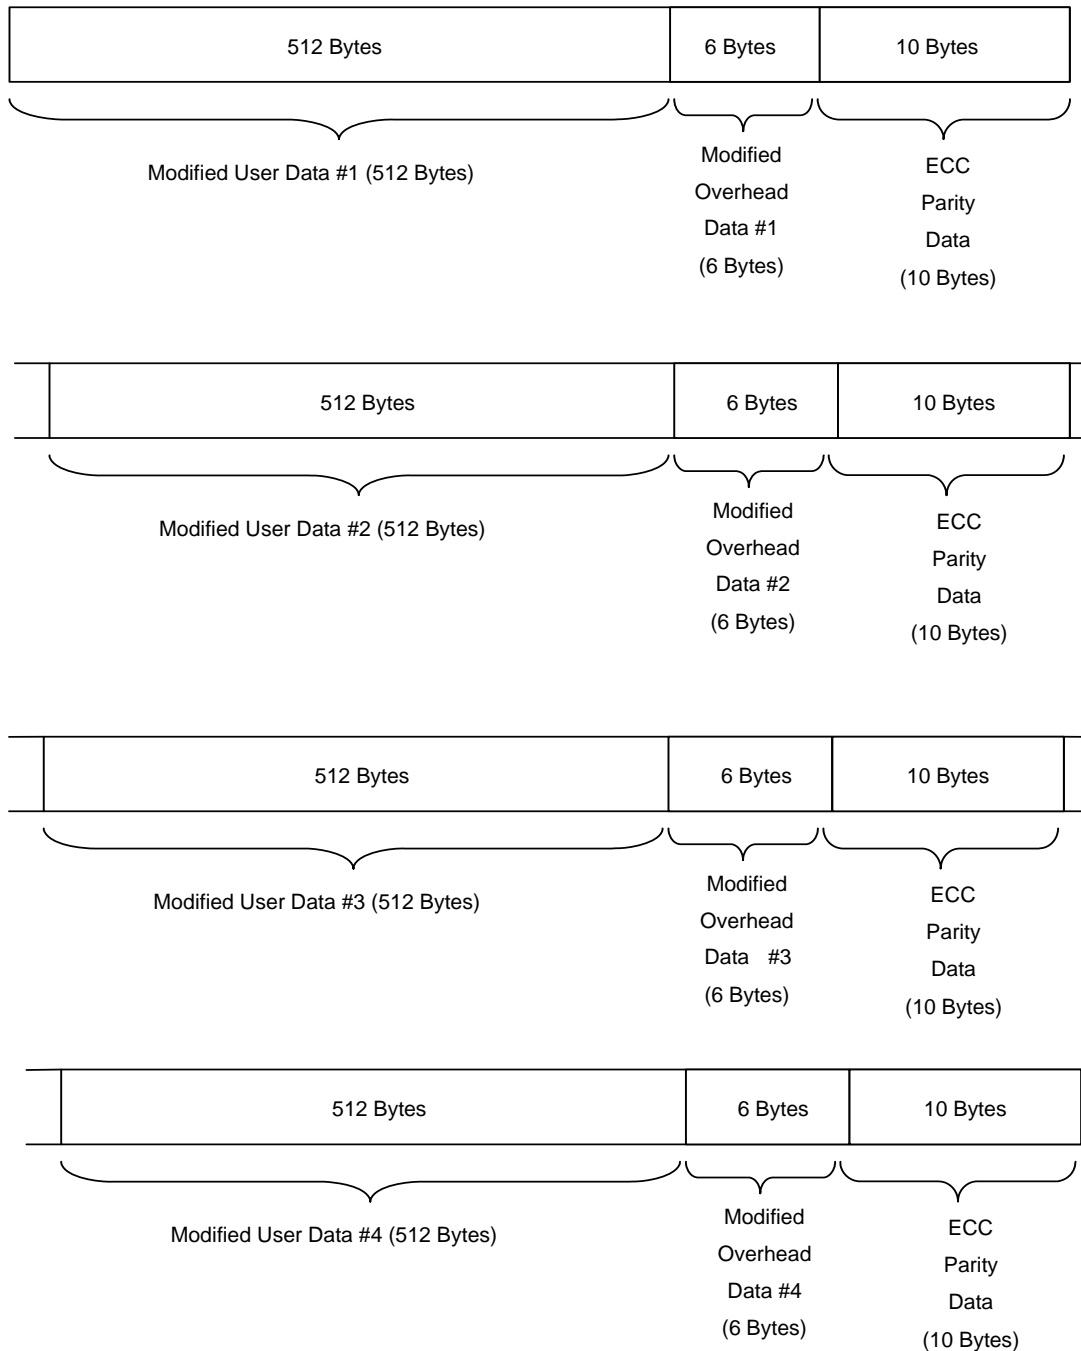 512 Bytes
6 Bytes
10 Bytes
Modified User Data #1 (512 Bytes)
Modified
Overhead
Data #1
(6 Bytes)
ECC
Parity
Data
(10 Bytes)
512 Bytes
6 Bytes
10 Bytes
Modified User Data #2 (512 Bytes)
Modified
Overhead
Data #2
(6 Bytes)
ECC
Parity
Data
(10 Bytes)
512 Bytes
6 Bytes
10 Bytes
Modified User Data #3 (512 Bytes)
Modified
Overhead
Data #3
(6 Bytes)
ECC
Parity
Data
(10 Bytes)
512 Bytes
6 Bytes
10 Bytes
Modified User Data #4 (512 Bytes)
Modified
Overhead
Data #4
(6 Bytes)
ECC
Parity
Data
(10 Bytes)